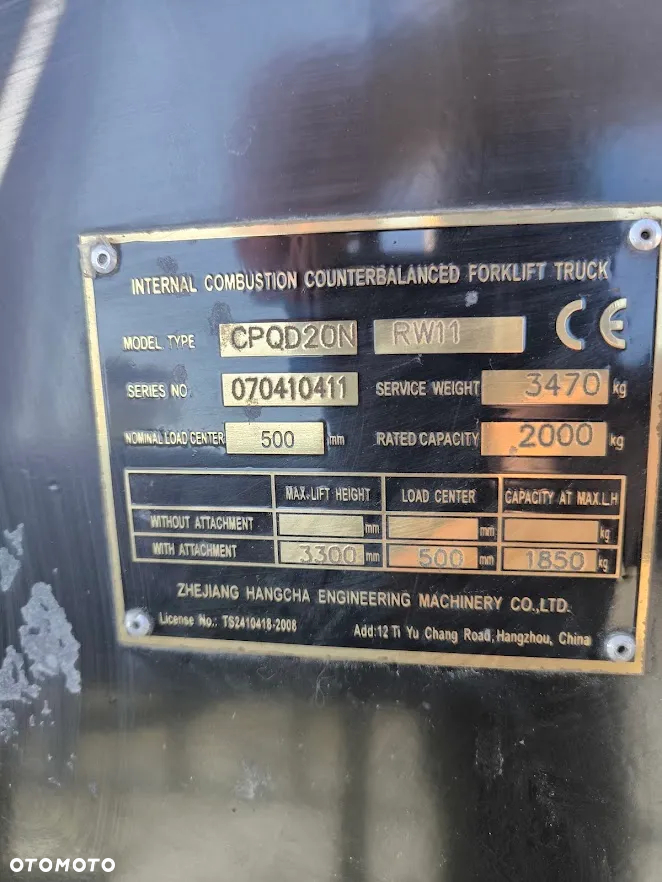 INTERNAL COMBUSTION COUNTERBALANCED FORKLIFT TRUCK
MODEL TYPE CPQD20N RW11 CE
SERIES NO. 070410411 SERVICE WEIGHT 3470 kg
NOMINAL LOAD CENTER 500 mm RATED CAPACITY 2000 kg
MAX.LIFT HEIGHT LOAD CENTER CAPACITY AT MAX.L.H
WITHOUT ATTACHMENT mm mm kg
WITH ATTACHMENT 3300 mm 500 mm 1850 kg
ZHEJIANG HANGCHA ENGINEERING MACHINERY CO.,LTD.
License No.: TS2410418-2008 Add:12 Ti Yu Chang Road,Hangzhou, China
OTOMOTO